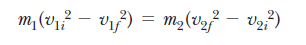 m₁(v₁ᵢ² − v₁f²) = m₂(v₂f² − v₂ᵢ²)